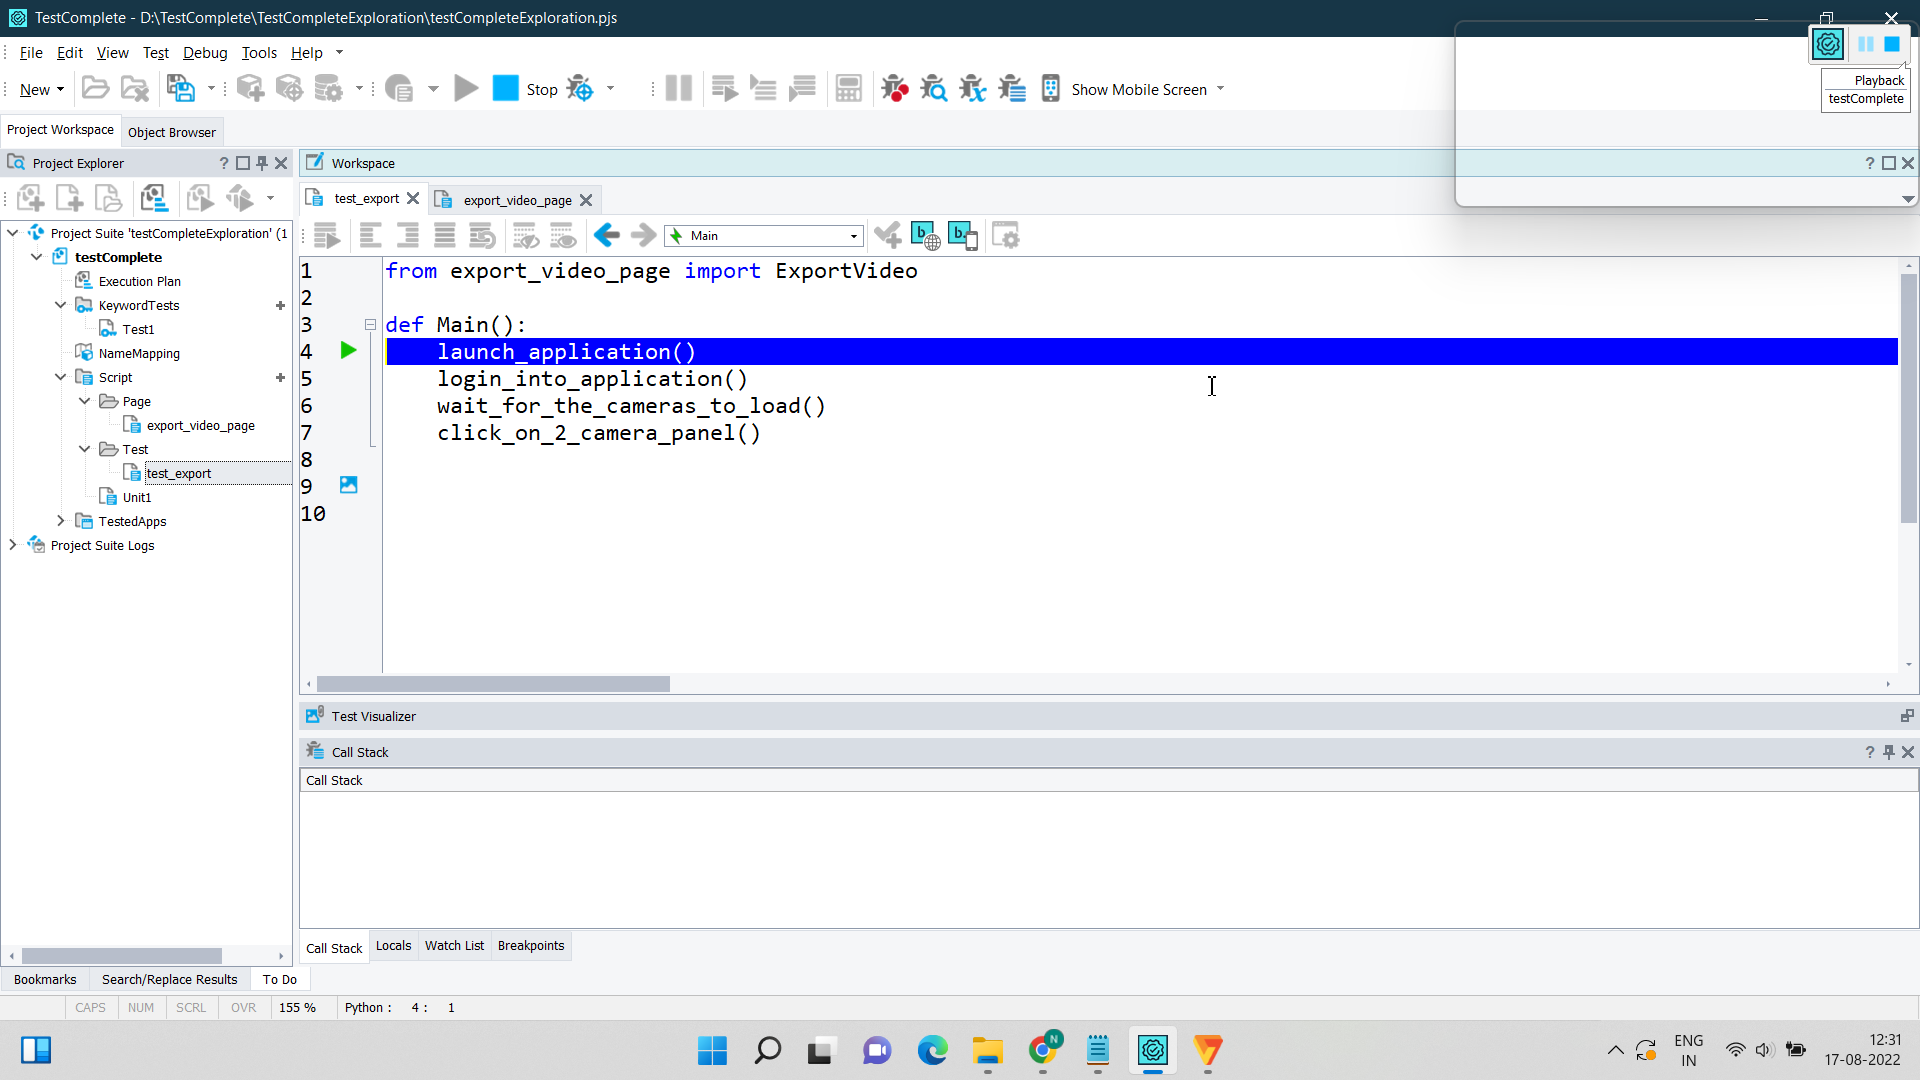 TestComplete - D:\TestComplete\TestCompleteExploration\testCompleteExploration.pjs
File Edit View Test Debug Tools Help
New
Stop
Show Mobile Screen
Playback
testComplete
Project Workspace
Object Browser
Project Explorer
?
Workspace
?
test_export
export_video_page
Main
Project Suite 'testCompleteExploration' (1
testComplete
Execution Plan
KeywordTests
Test1
NameMapping
Script
Page
export_video_page
Test
test_export
Unit1
TestedApps
Project Suite Logs
1 from export_video_page import ExportVideo
2
3 def Main():
4 launch_application()
5 login_into_application()
6 wait_for_the_cameras_to_load()
7 click_on_2_camera_panel()
8
9
10
Test Visualizer
Call Stack
?
Call Stack
Call Stack Locals Watch List Breakpoints
Bookmarks Search/Replace Results To Do
CAPS NUM SCRL OVR 155 % Python : 4 : 1
N
ENG
IN
12:31
17-08-2022